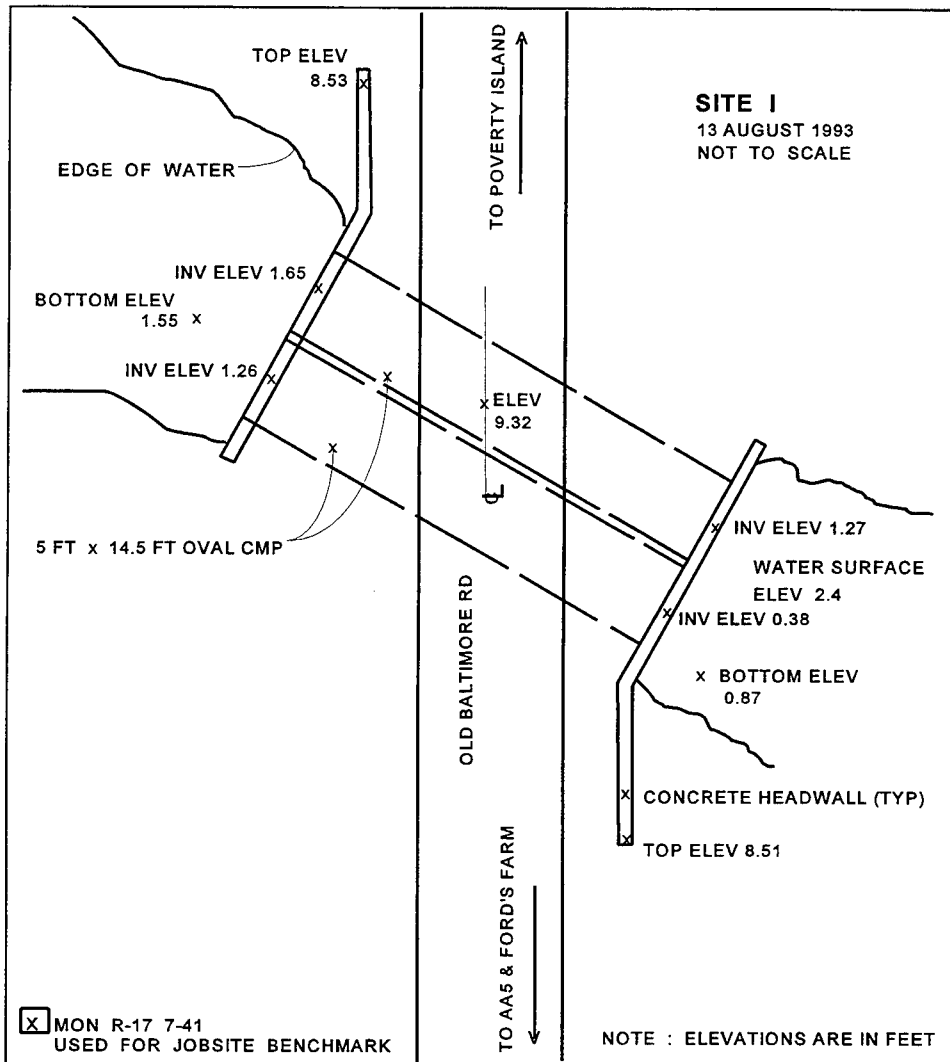 TOP ELEV
8.53
SITE I
13 AUGUST 1993
NOT TO SCALE
TO POVERTY ISLAND
EDGE OF WATER
INV ELEV 1.65
BOTTOM ELEV
1.55 x
INV ELEV 1.26
ELEV
9.32
CL
5 FT x 14.5 FT OVAL CMP
INV ELEV 1.27
WATER SURFACE
ELEV 2.4
INV ELEV 0.38
x BOTTOM ELEV
0.87
OLD BALTIMORE RD
CONCRETE HEADWALL (TYP)
TOP ELEV 8.51
TO AA5 & FORD'S FARM
x MON R-17 7-41
USED FOR JOBSITE BENCHMARK
NOTE : ELEVATIONS ARE IN FEET